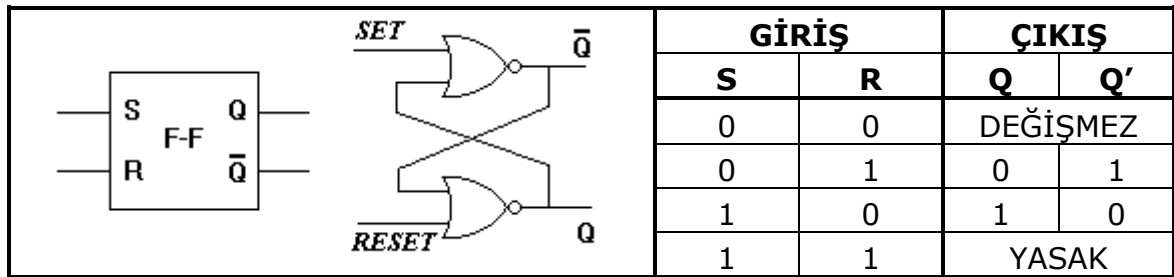 S Q
F-F
R Q̅
SET
Q̅
RESET
Q
GİRİŞ ÇIKIŞ
S R Q Q’
0 0 DEĞİŞMEZ
0 1 0 1
1 0 1 0
1 1 YASAK